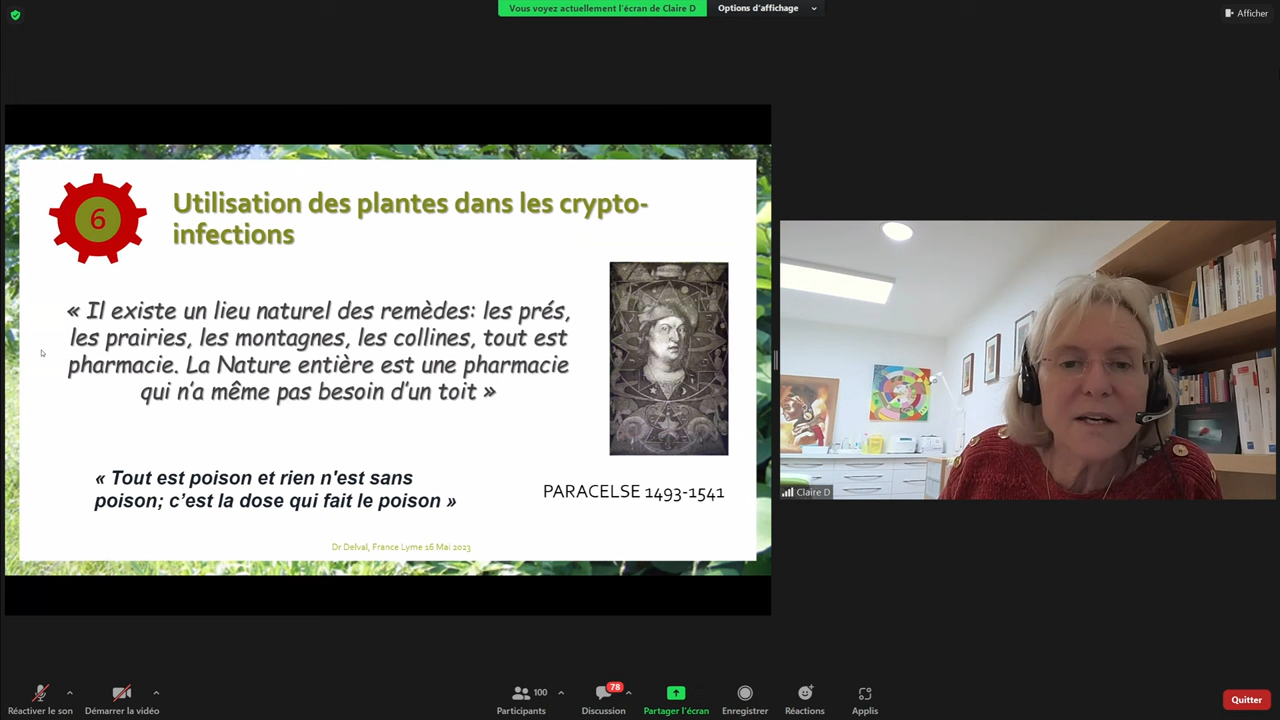 Vous voyez actuellement l'écran de Claire D
Options d'affichage
Afficher
6
Utilisation des plantes dans les crypto-
infections
« Il existe un lieu naturel des remèdes: les prés,
les prairies, les montagnes, les collines, tout est
pharmacie. La Nature entière est une pharmacie
qui n'a même pas besoin d'un toit »
« Tout est poison et rien n'est sans
poison; c'est la dose qui fait le poison »
PARACELSE 1493-1541
Dr Delval, France Lyme 16 Mai 2023
Claire D
Réactiver le son
Démarrer la vidéo
100
Participants
78
Discussion
Partager l'écran
Enregistrer
Réactions
Applis
Quitter